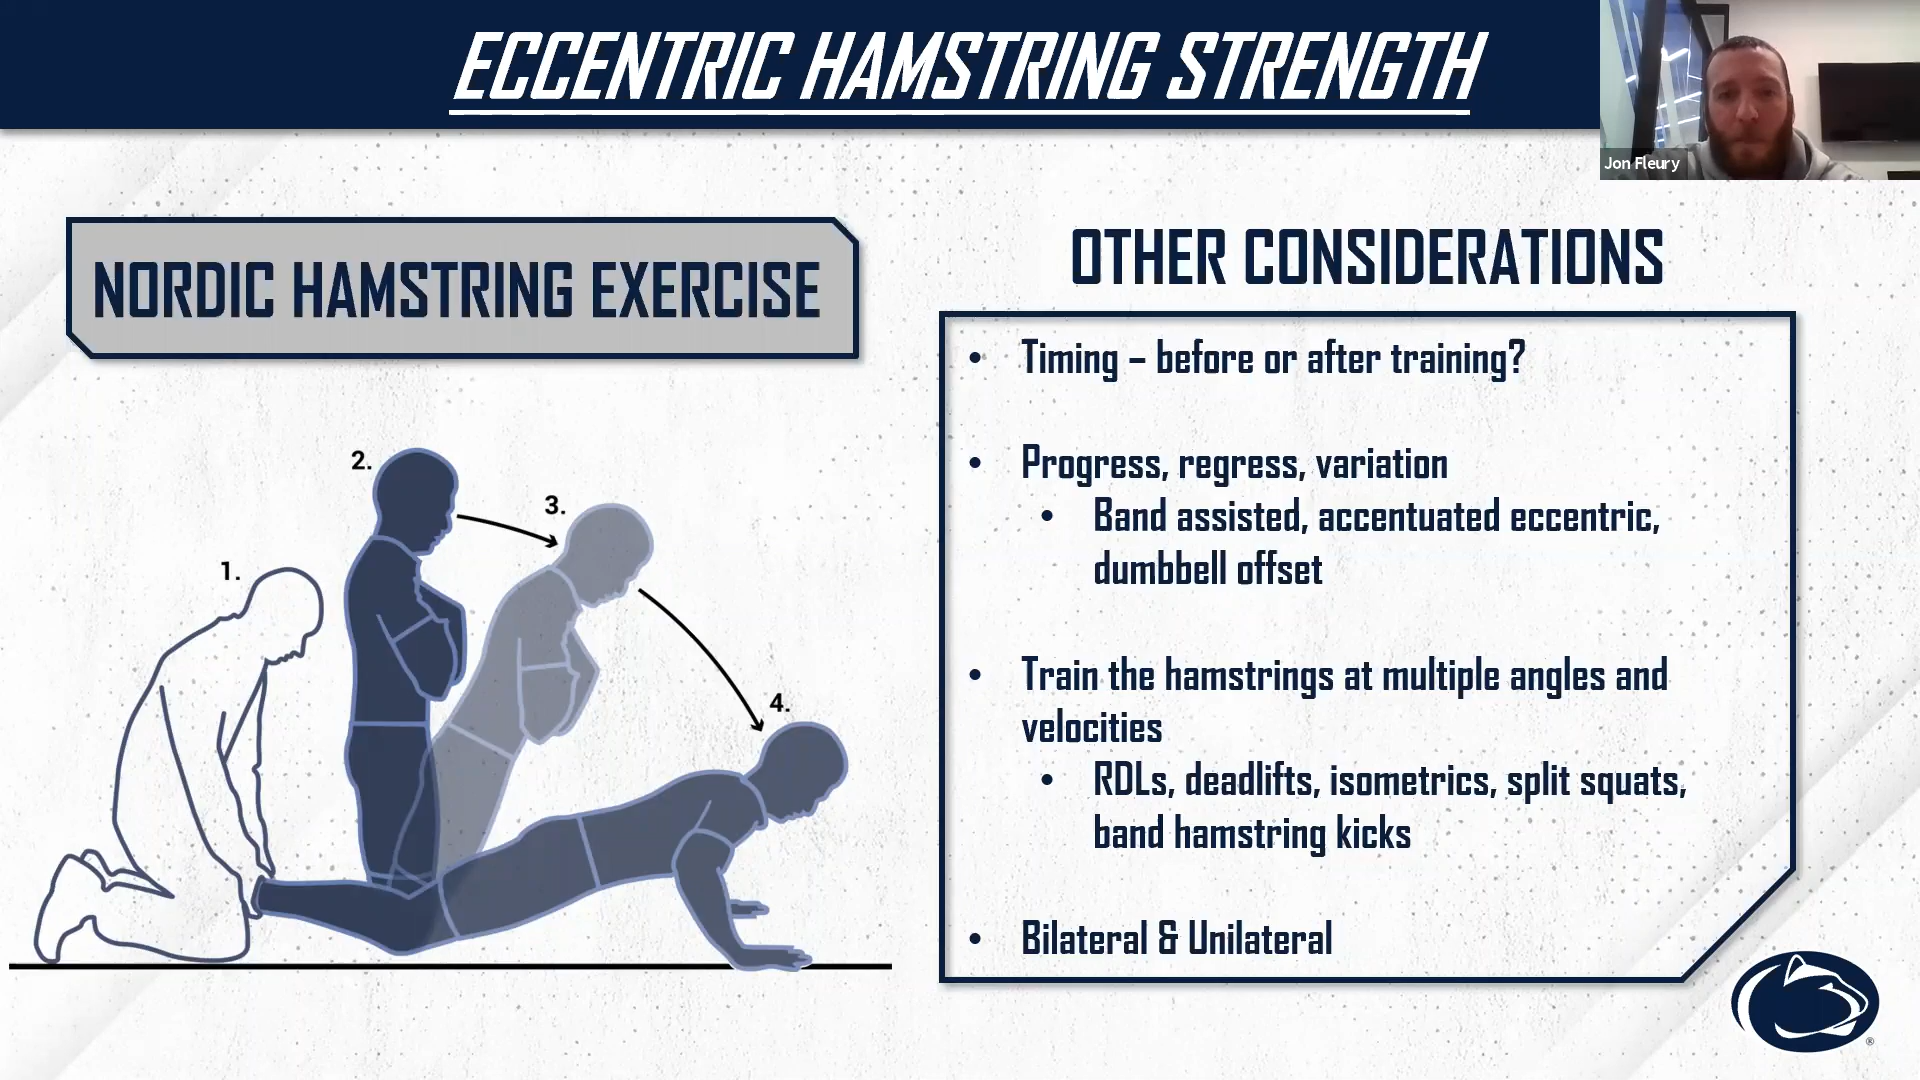 ECCENTRIC HAMSTRING STRENGTH
Jon Fleury
NORDIC HAMSTRING EXERCISE
1.
2.
3.
4.
OTHER CONSIDERATIONS
• Timing – before or after training?
• Progress, regress, variation
• Band assisted, accentuated eccentric,
dumbbell offset
• Train the hamstrings at multiple angles and
velocities
• RDLs, deadlifts, isometrics, split squats,
band hamstring kicks
• Bilateral & Unilateral
®